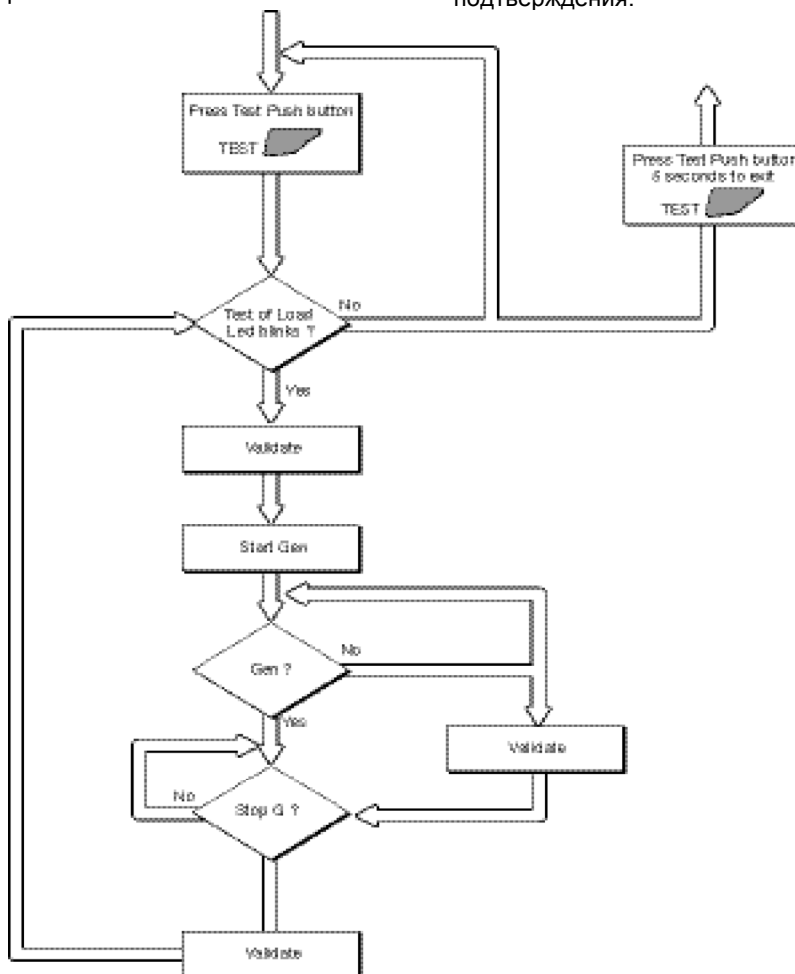 подтверждения.
Press Test Push button
TEST
Press Test Push button
5 seconds to exit
TEST
Test of Load
Led blinks ?
No
Yes
Validate
Start Gen
Gen ?
No
Yes
Validate
No
Stop G ?
Validate